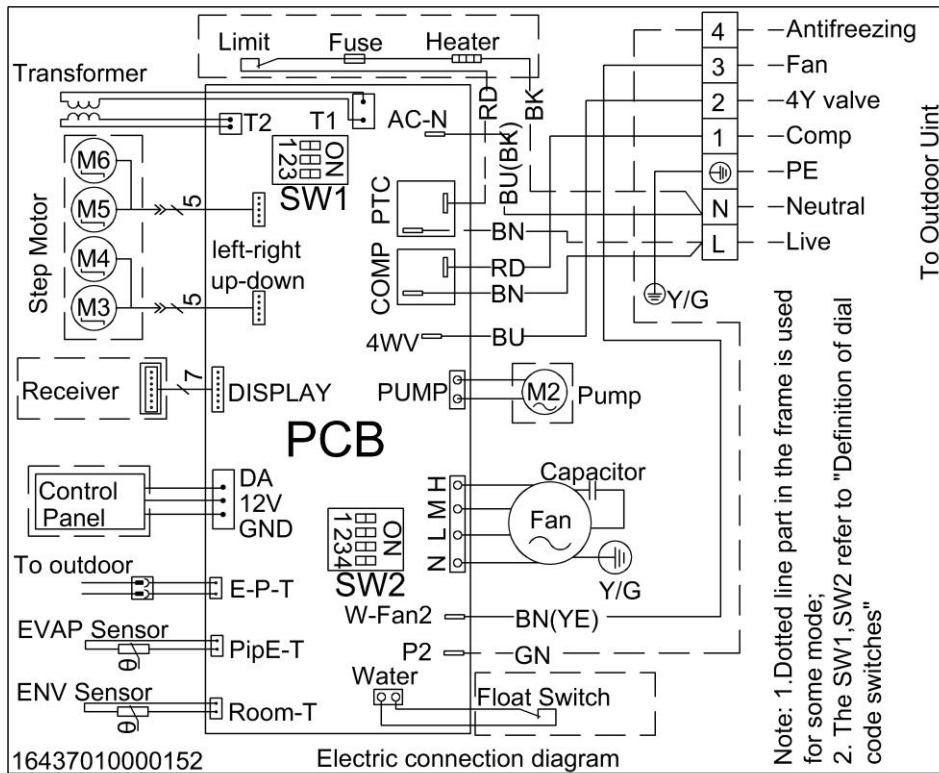 Limit Fuse Heater
Transformer
T2
T1
AC-N
RD
BK
BU(BK)
4 Antifreezing
3 Fan
2 4Y valve
1 Comp
PE
N Neutral
L Live
To Outdoor Uint
123
ON
SW1
PTC
BN
M6
M5
M4
M3
Step Motor
5
left-right
up-down
5
COMP
RD
BN
Y/G
4WV
BU
Receiver
7
DISPLAY
PUMP
M2
Pump
PCB
Control
Panel
DA
12V
GND
1234
ON
SW2
H
M
L
N
Capacitor
Fan
Y/G
To outdoor
E-P-T
W-Fan2
BN(YE)
EVAP Sensor
θ
PipE-T
P2
GN
Water
Float Switch
ENV Sensor
θ
Room-T
Note: 1.Dotted line part in the frame is used
for some mode;
2. The SW1,SW2 refer to "Definition of dial
code switches"
16437010000152
Electric connection diagram